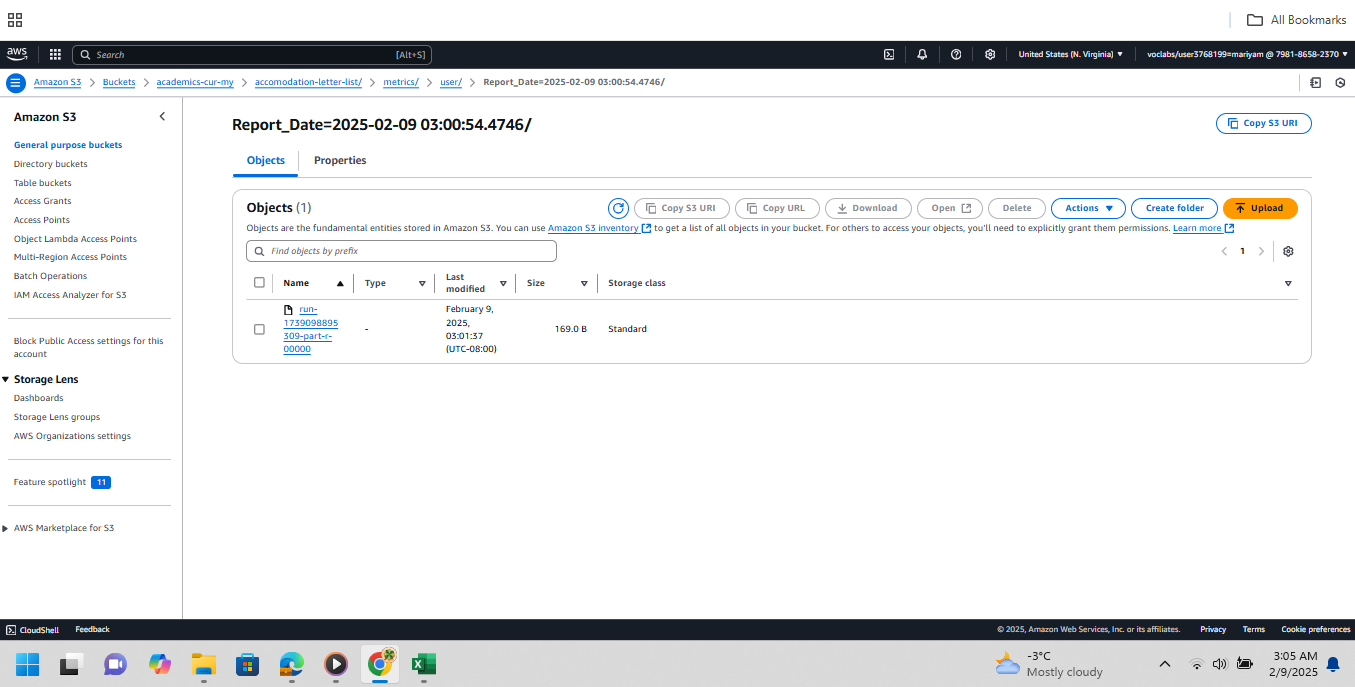 All Bookmarks
aws
Search [Alt+S]
United States (N. Virginia) ▼
voclabs/user3768199=mariyam @ 7981-8658-2370 ▼
Amazon S3 > Buckets > academics-cur-my > accomodation-letter-list/ > metrics/ > user/ > Report_Date=2025-02-09 03:00:54.4746/
Amazon S3
General purpose buckets
Directory buckets
Table buckets
Access Grants
Access Points
Object Lambda Access Points
Multi-Region Access Points
Batch Operations
IAM Access Analyzer for S3
Block Public Access settings for this
account
Storage Lens
Dashboards
Storage Lens groups
AWS Organizations settings
Feature spotlight 11
AWS Marketplace for S3
Report_Date=2025-02-09 03:00:54.4746/
Copy S3 URI
Objects Properties
Objects (1)
Copy S3 URI Copy URL Download Open Delete Actions ▼ Create folder Upload
Objects are the fundamental entities stored in Amazon S3. You can use Amazon S3 inventory to get a list of all objects in your bucket. For others to access your objects, you'll need to explicitly grant them permissions. Learn more
Find objects by prefix
< 1 >
Name ▲ Type Last
modified Size Storage class
run-
1739098895
309-part-r-
00000
-
February 9,
2025,
03:01:37
(UTC-08:00)
169.0 B
Standard
CloudShell Feedback
© 2025, Amazon Web Services, Inc. or its affiliates. Privacy Terms Cookie preferences
-3°C
Mostly cloudy
3:05 AM
2/9/2025